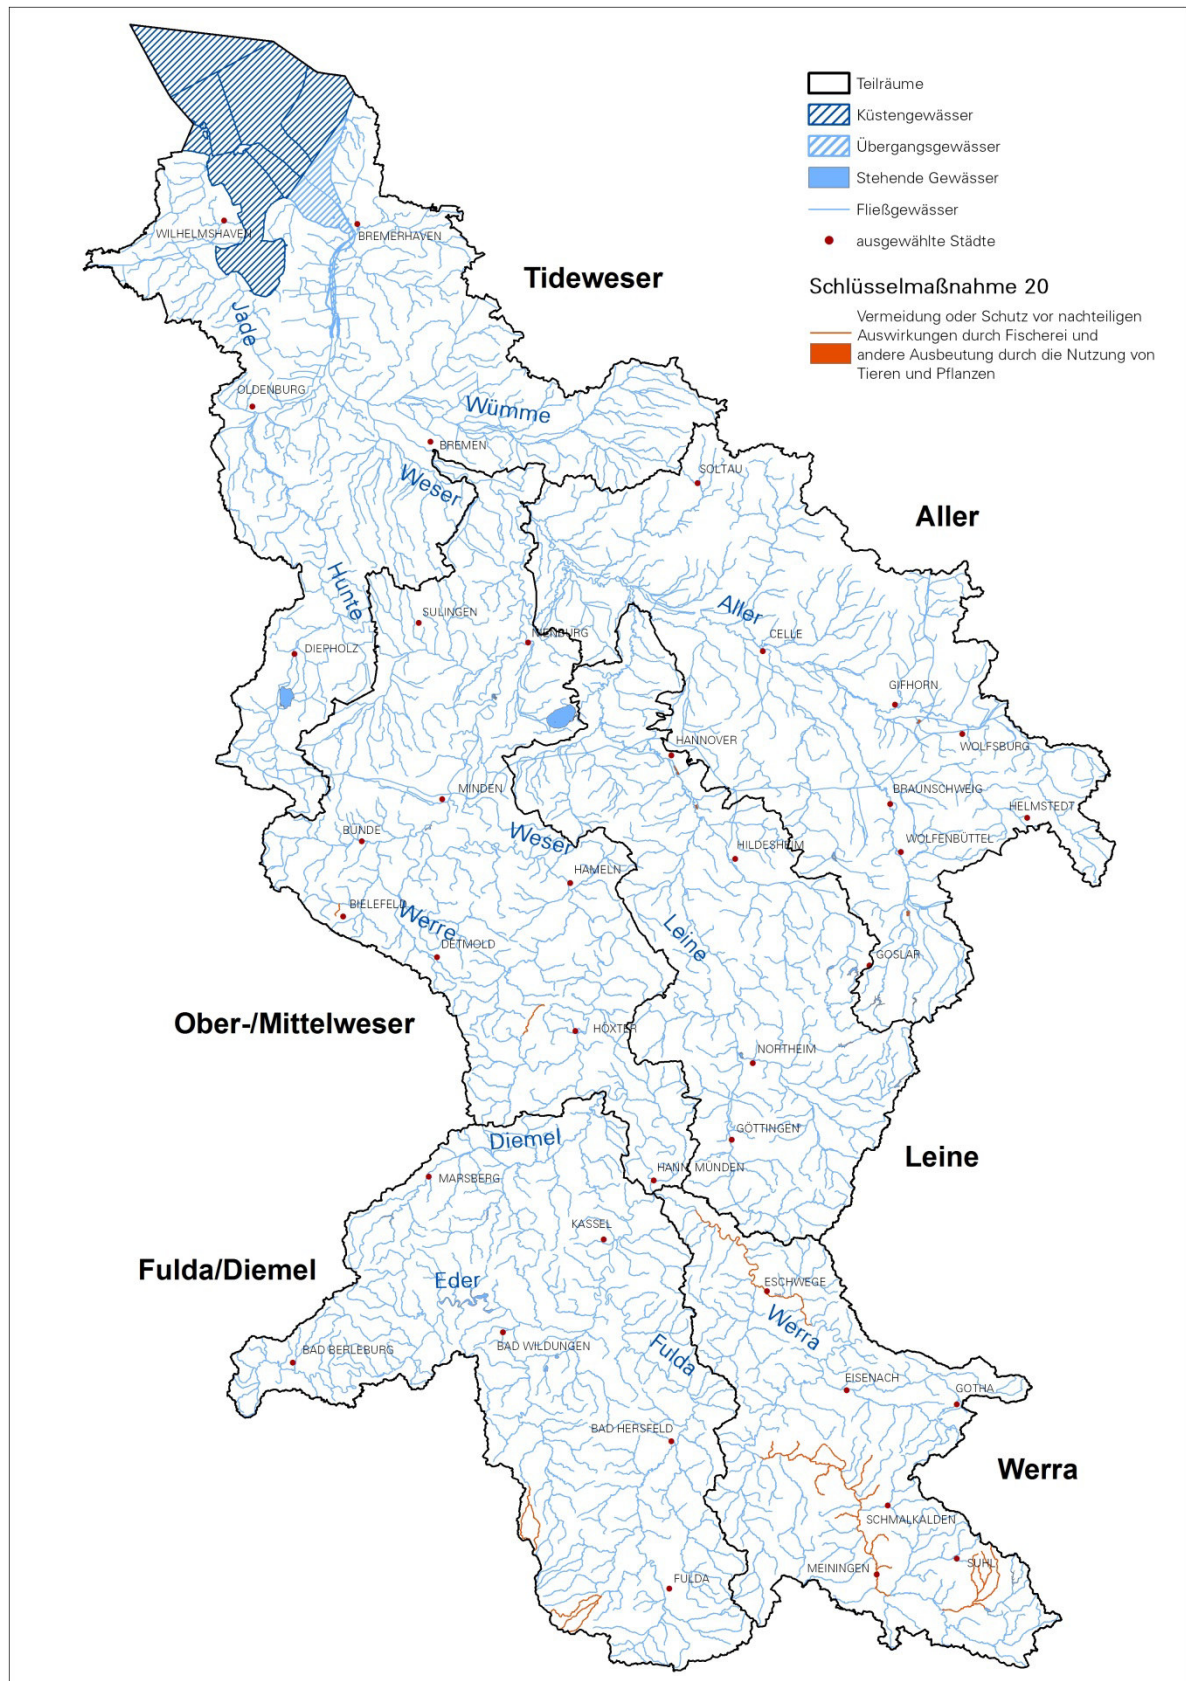 Teilräume
Küstengewässer
Übergangsgewässer
Stehende Gewässer
Fließgewässer
ausgewählte Städte
Schlüsselmaßnahme 20
Vermeidung oder Schutz vor nachteiligen
Auswirkungen durch Fischerei und
andere Ausbeutung durch die Nutzung von
Tieren und Pflanzen
WILHELMSHAVEN
BREMERHAVEN
Tideweser
Jade
OLDENBURG
Wümme
BREMEN
SOLTAU
Weser
Aller
Hunte
Aller
SULINGEN
NIENBURG
CELLE
DIEPHOLZ
GIFHORN
HANNOVER
WOLFSBURG
MINDEN
BRAUNSCHWEIG
HELMSTEDT
BÜNDE
Weser
HILDESHEIM
WOLFENBÜTTEL
HAMELN
BIELEFELD
Werre
Leine
DETMOLD
GOSLAR
Ober-/Mittelweser
HÖXTER
NORTHEIM
Diemel
GÖTTINGEN
Leine
MARSBERG
HANN. MÜNDEN
KASSEL
Fulda/Diemel
Eder
ESCHWEGE
Werra
BAD BERLEBURG
BAD WILDUNGEN
Fulda
EISENACH
GOTHA
BAD HERSFELD
Werra
SCHMALKALDEN
MEININGEN
SUHL
FULDA